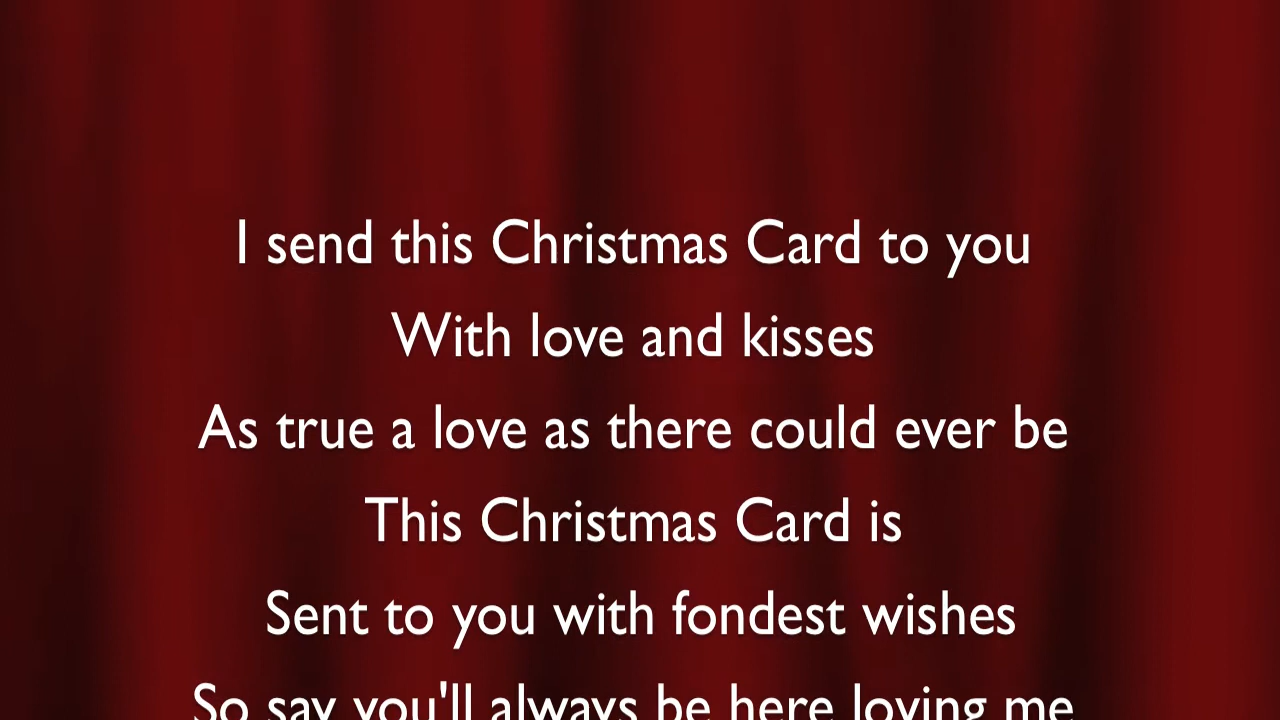 I send this Christmas Card to you
With love and kisses
As true a love as there could ever be
This Christmas Card is
Sent to you with fondest wishes
So say you'll always be here loving me